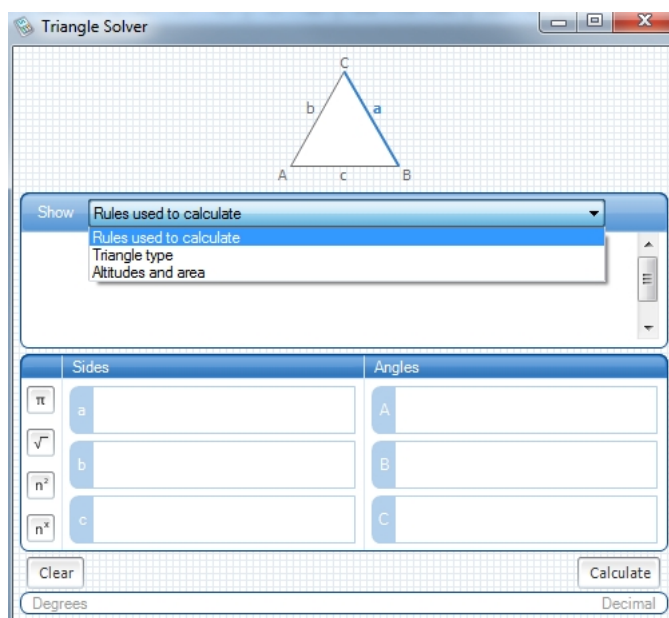 Triangle Solver
C
b a
A c B
Show Rules used to calculate
Rules used to calculate
Triangle type
Altitudes and area
Sides Angles
π
a A
√
b B
n²
c C
nˣ
Clear Calculate
Degrees Decimal